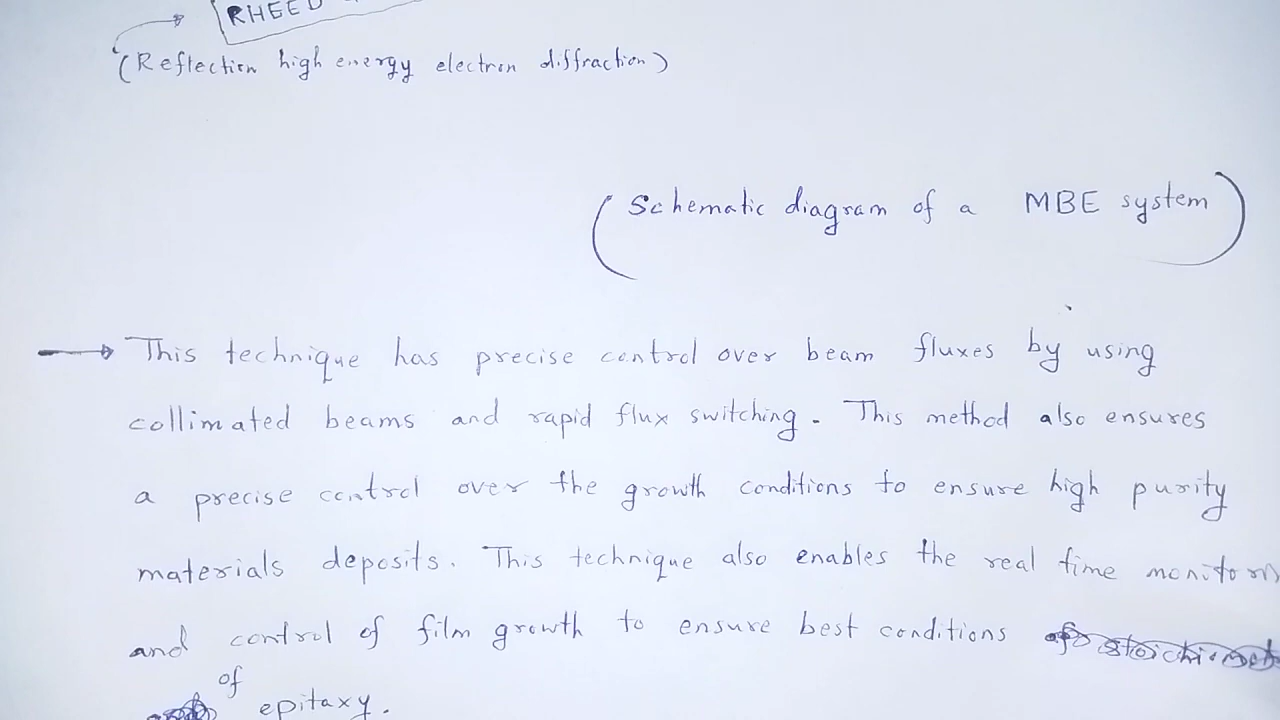 RHEED
(Reflection high energy electron diffraction)
(Schematic diagram of a MBE system)
This technique has precise control over beam fluxes by using
collimated beams and rapid flux switching. This method also ensures
a precise control over the growth conditions to ensure high purity
materials deposits. This technique also enables the real time monitori
and control of film growth to ensure best conditions
of epitaxy.